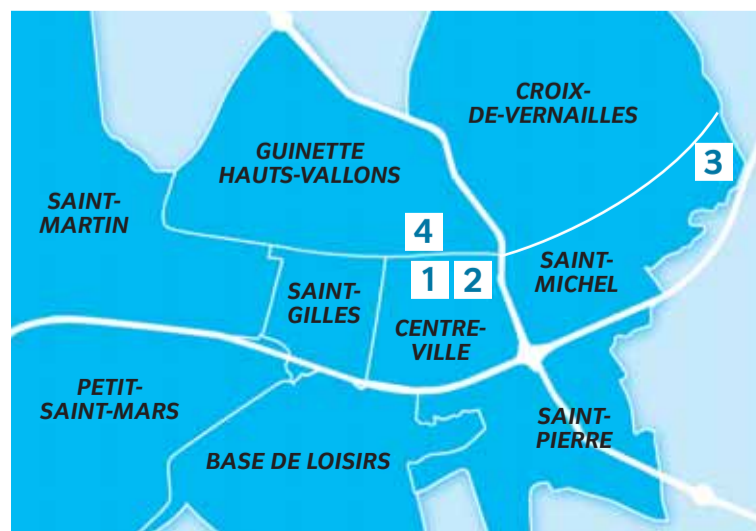 CROIX-
DE-VERNAILLES
GUINETTE
HAUTS-VALLONS
3
SAINT-
MARTIN
4
1 2
SAINT-
MICHEL
SAINT-
GILLES
CENTRE-
VILLE
PETIT-
SAINT-MARS
SAINT-
PIERRE
BASE DE LOISIRS